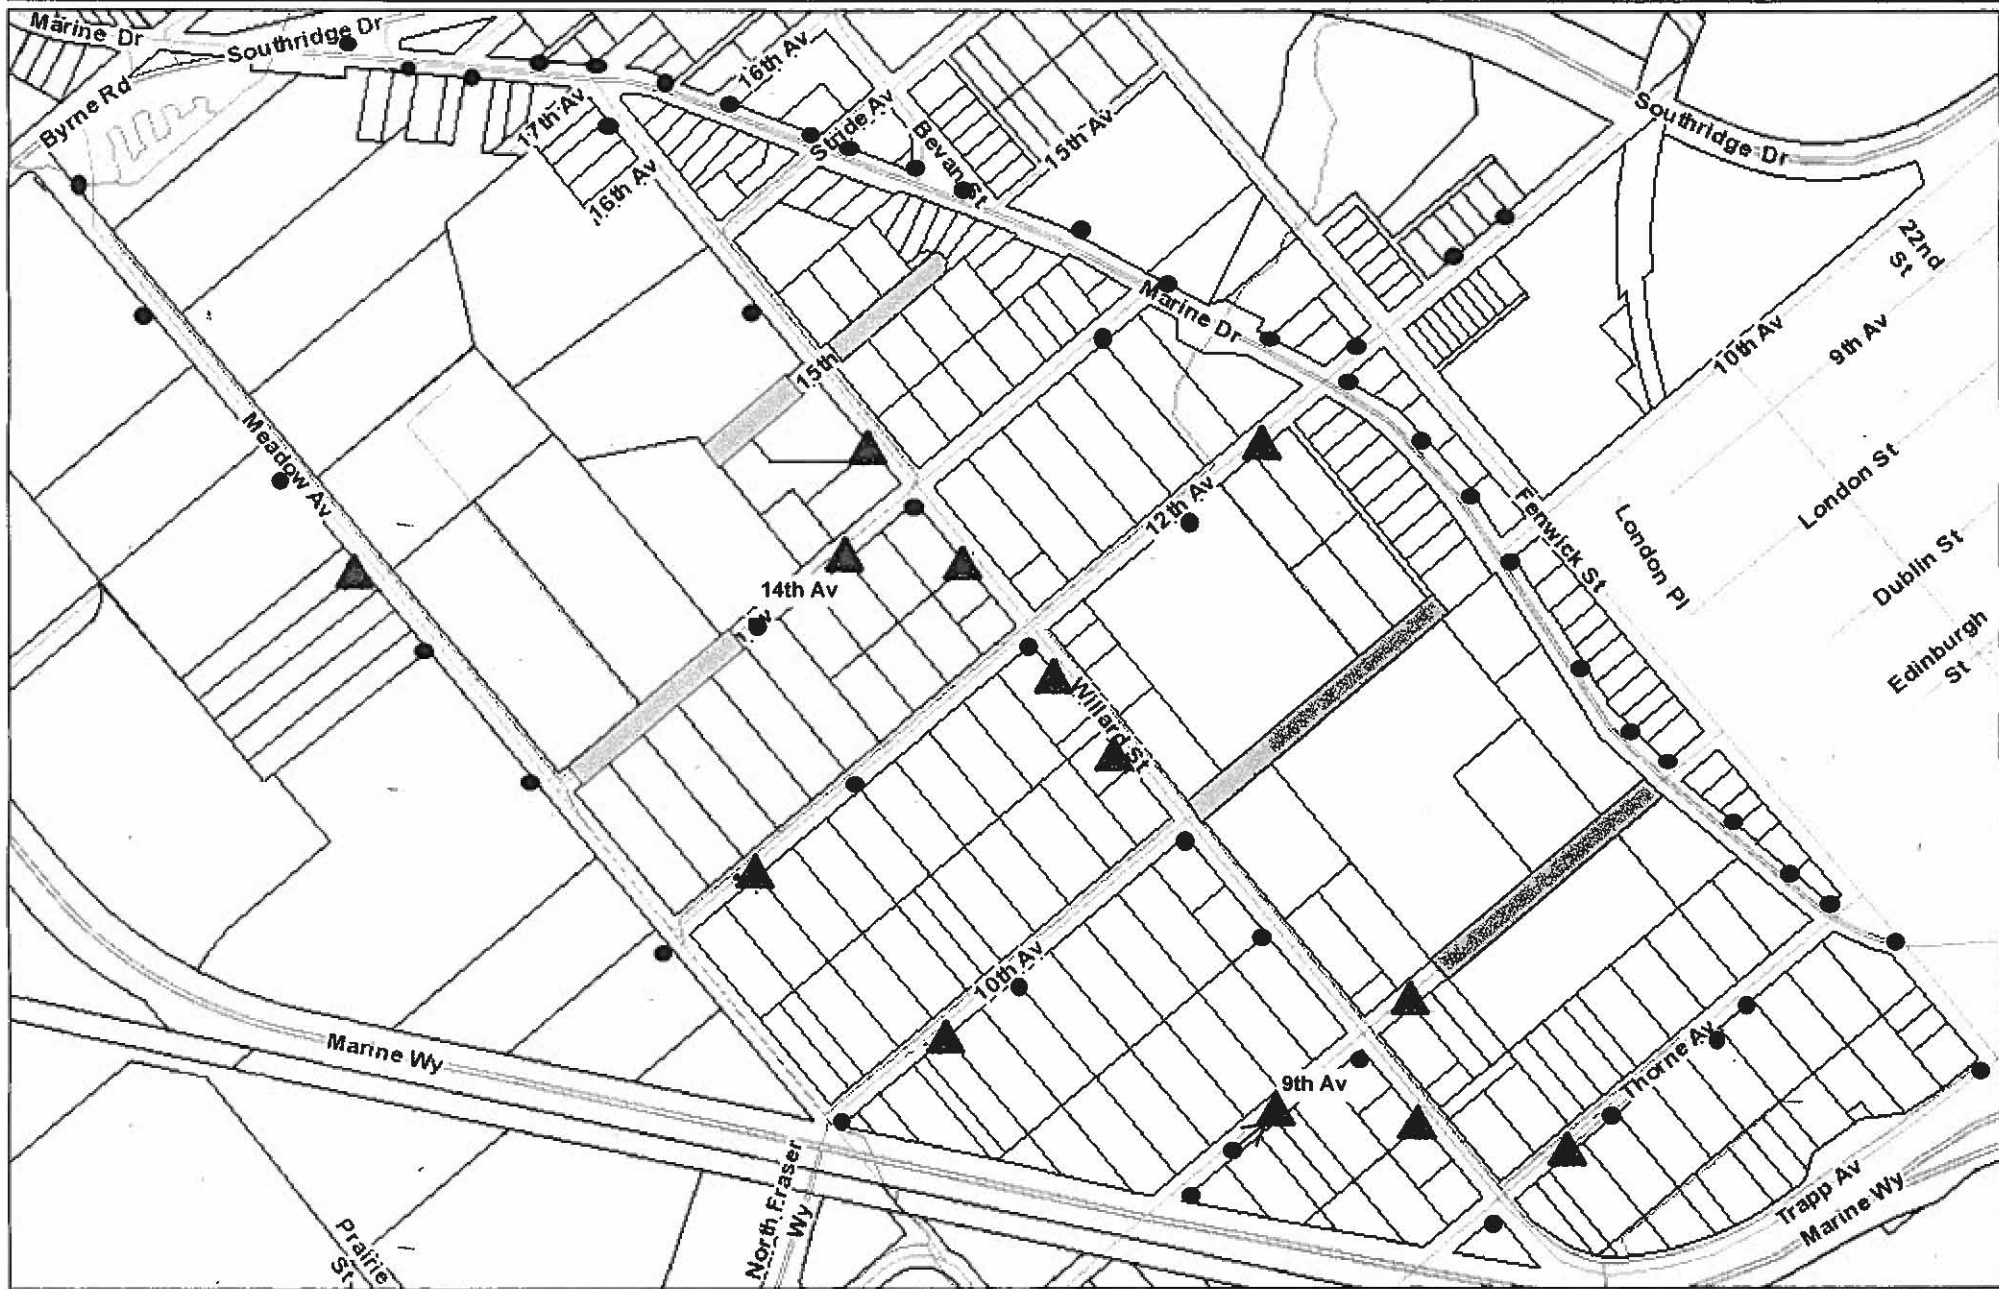 Marine Dr
Southridge Dr
16th Av
Byrne Rd
17th Av
Stride Av
Bevan St
15th Av
Southridge Dr
16th Av
22nd
St
Marine Dr
10th Av
9th Av
15th
Meadow Av
12th Av
Fenwick St
London Pl
London St
Dublin St
Edinburgh
St
14th Av
Willard St
10th Av
Marine Wy
9th Av
Thorne Av
North Fraser
Wy
Prairie
St
Trapp Av
Marine Wy